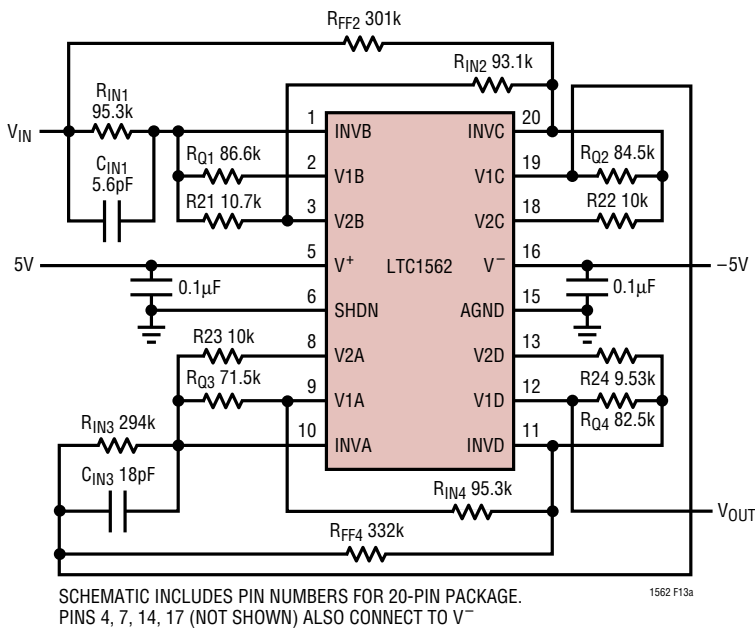 RFF2 301k
RIN2 93.1k
RIN1
95.3k
VIN
CIN1
5.6pF
RQ1 86.6k
R21 10.7k
1
2
3
5
6
8
9
10
INVB
V1B
V2B
V+
SHDN
V2A
V1A
INVA
LTC1562
INVC
V1C
V2C
V−
AGND
V2D
V1D
INVD
20
19
18
16
15
13
12
11
RQ2 84.5k
R22 10k
5V
−5V
0.1µF
0.1µF
R23 10k
RQ3 71.5k
RIN3 294k
CIN3 18pF
R24 9.53k
RQ4 82.5k
RIN4 95.3k
RFF4 332k
VOUT
SCHEMATIC INCLUDES PIN NUMBERS FOR 20-PIN PACKAGE.
PINS 4, 7, 14, 17 (NOT SHOWN) ALSO CONNECT TO V−
1562 F13a